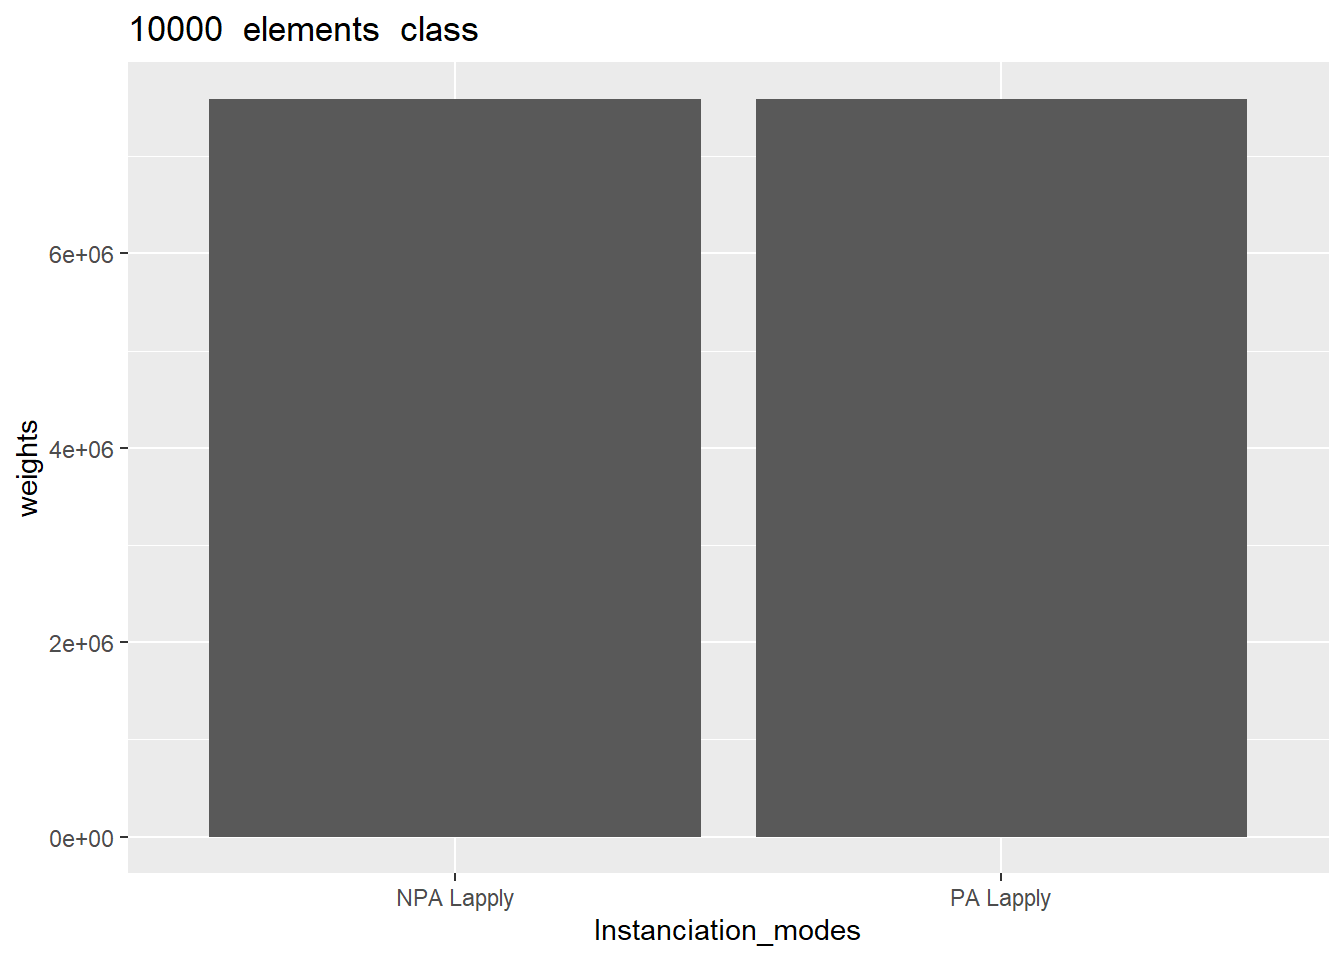 10000 elements class
weights
6e+06
4e+06
2e+06
0e+00
NPA Lapply
PA Lapply
Instanciation_modes